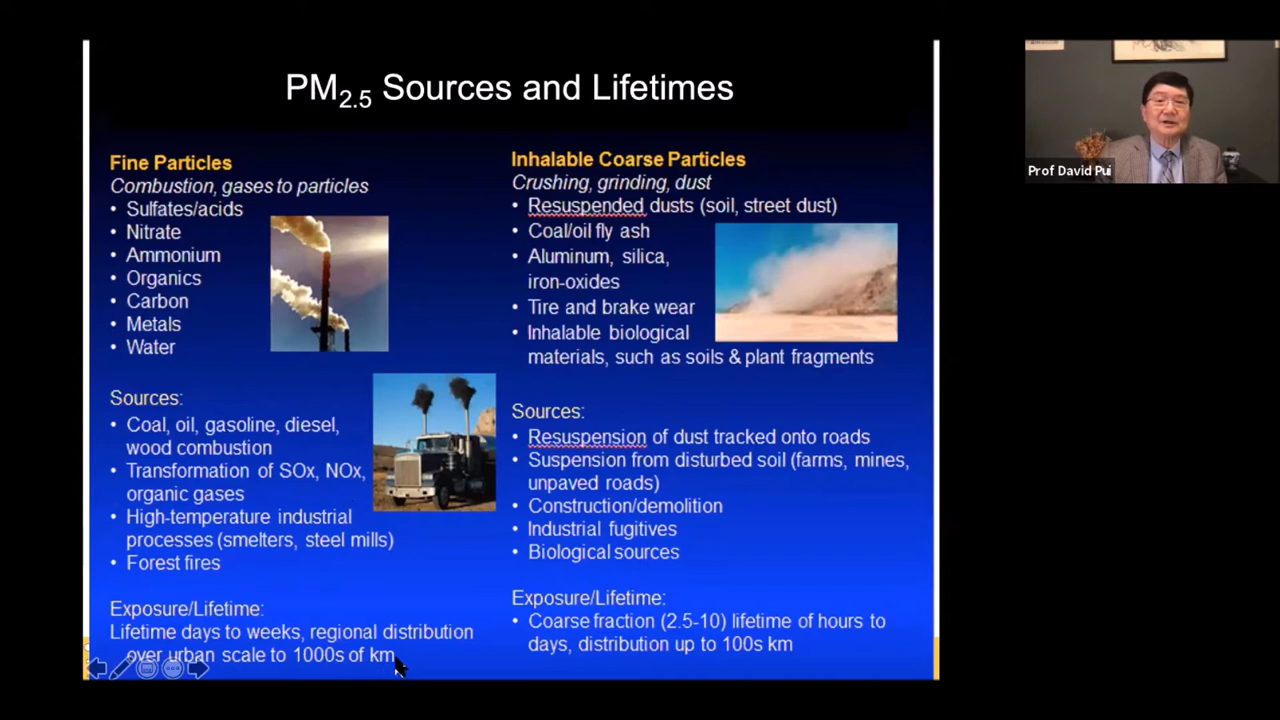 PM2.5 Sources and Lifetimes
Fine Particles
Combustion, gases to particles
• Sulfates/acids
• Nitrate
• Ammonium
• Organics
• Carbon
• Metals
• Water
Sources:
• Coal, oil, gasoline, diesel,
wood combustion
• Transformation of SOx, NOx,
organic gases
• High-temperature industrial
processes (smelters, steel mills)
• Forest fires
Exposure/Lifetime:
Lifetime days to weeks, regional distribution
over urban scale to 1000s of km
Inhalable Coarse Particles
Crushing, grinding, dust
• Resuspended dusts (soil, street dust)
• Coal/oil fly ash
• Aluminum, silica,
iron-oxides
• Tire and brake wear
• Inhalable biological
materials, such as soils & plant fragments
Sources:
• Resuspension of dust tracked onto roads
• Suspension from disturbed soil (farms, mines,
unpaved roads)
• Construction/demolition
• Industrial fugitives
• Biological sources
Exposure/Lifetime:
• Coarse fraction (2.5-10) lifetime of hours to
days, distribution up to 100s km
Prof David Pui